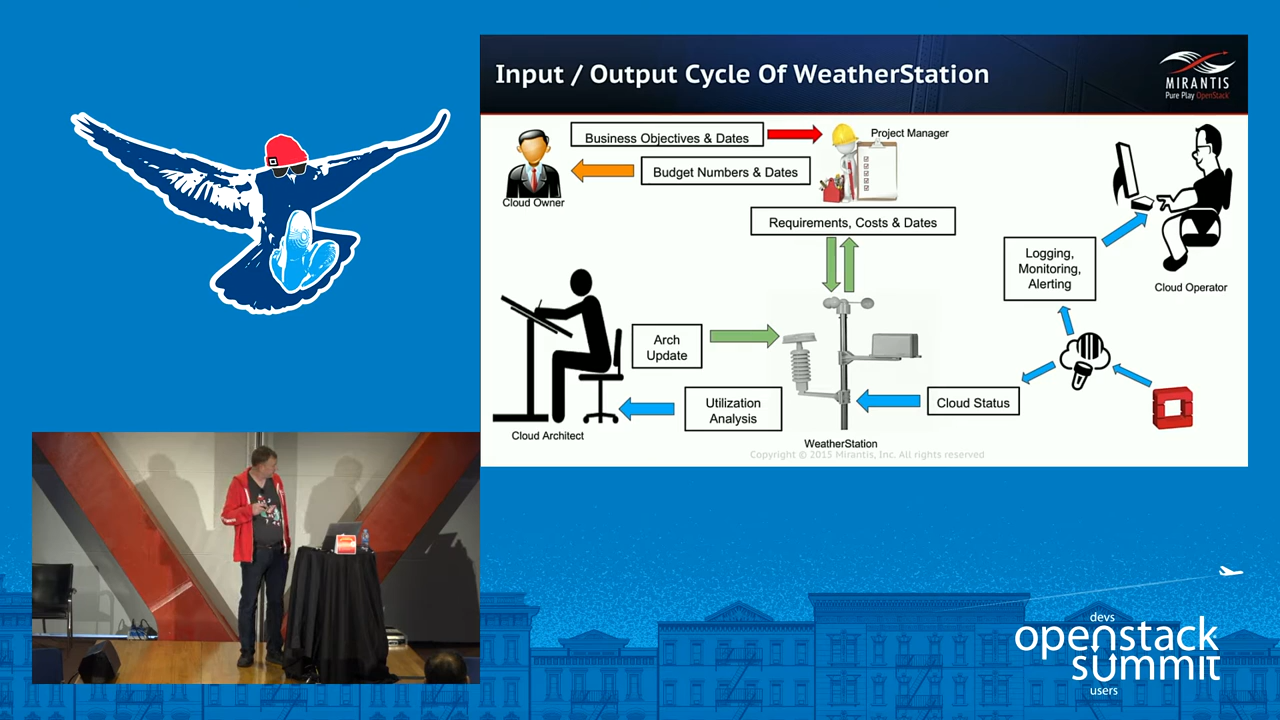 Input / Output Cycle Of WeatherStation
MIRANTIS
Pure Play OpenStack
Business Objectives & Dates
Project Manager
Budget Numbers & Dates
Cloud Owner
Requirements, Costs & Dates
Logging,
Monitoring,
Alerting
Cloud Operator
Arch
Update
Utilization
Analysis
Cloud Status
Cloud Architect
WeatherStation
Copyright © 2015 Mirantis, Inc. All rights reserved
devs
openstack
summit
users